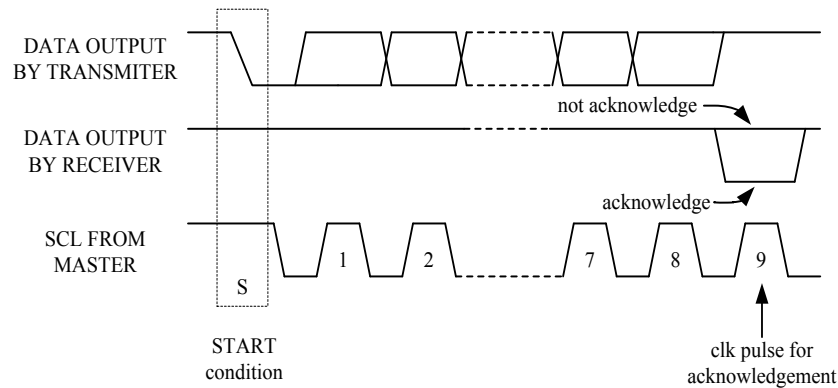 DATA OUTPUT
BY TRANSMITER
not acknowledge
DATA OUTPUT
BY RECEIVER
acknowledge
SCL FROM
MASTER
1
2
7
8
9
S
START
condition
clk pulse for
acknowledgement